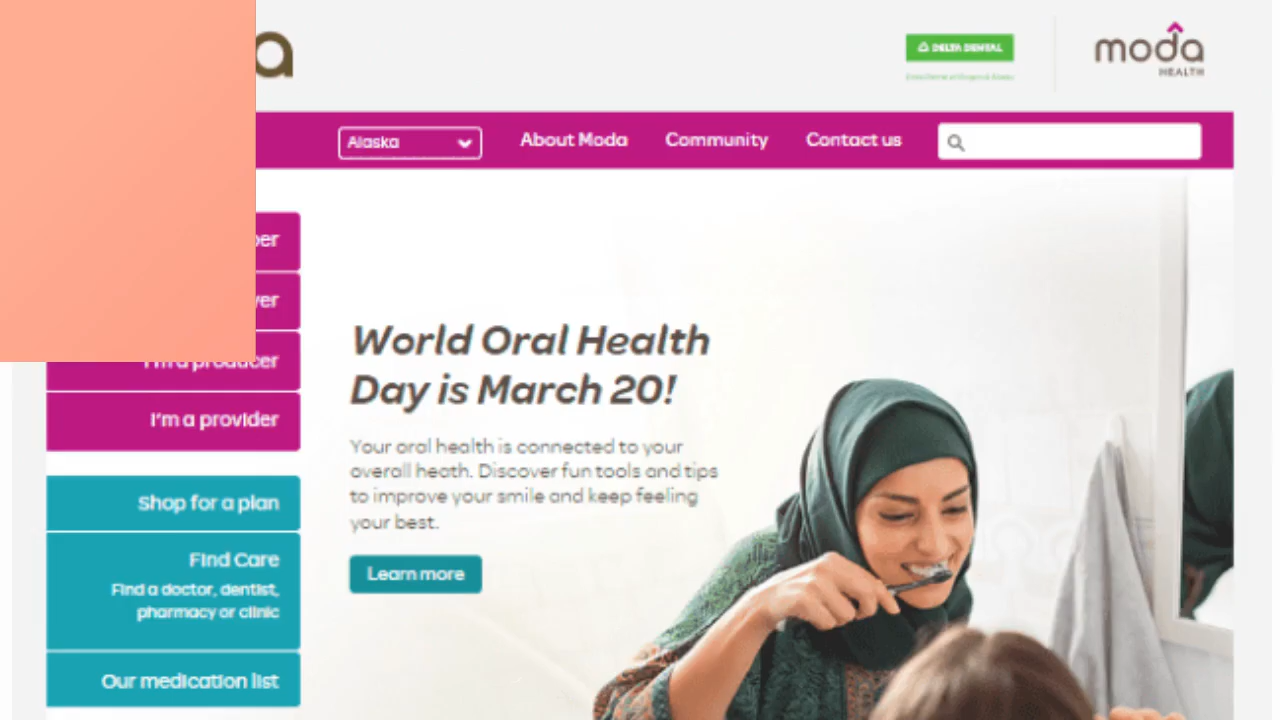 a
DELTA DENTAL
moda
HEALTH
Alaska
About Moda
Community
Contact us
I'm a producer
I'm a provider
Shop for a plan
Find Care
Find a doctor, dentist,
pharmacy or clinic
Our medication list
World Oral Health
Day is March 20!
Your oral health is connected to your
overall heath. Discover fun tools and tips
to improve your smile and keep feeling
your best.
Learn more